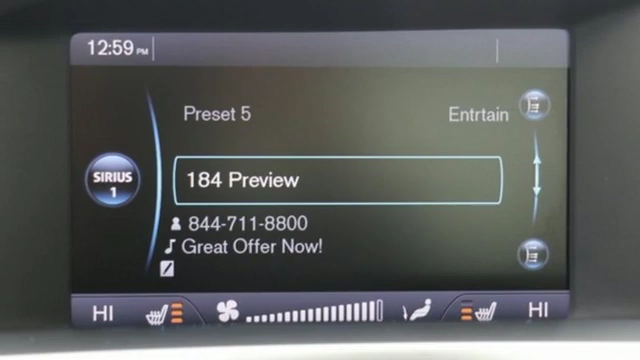 12:59 PM
Preset 5 Entrtain
SIRIUS
1
184 Preview
844-711-8800
Great Offer Now!
HI HI